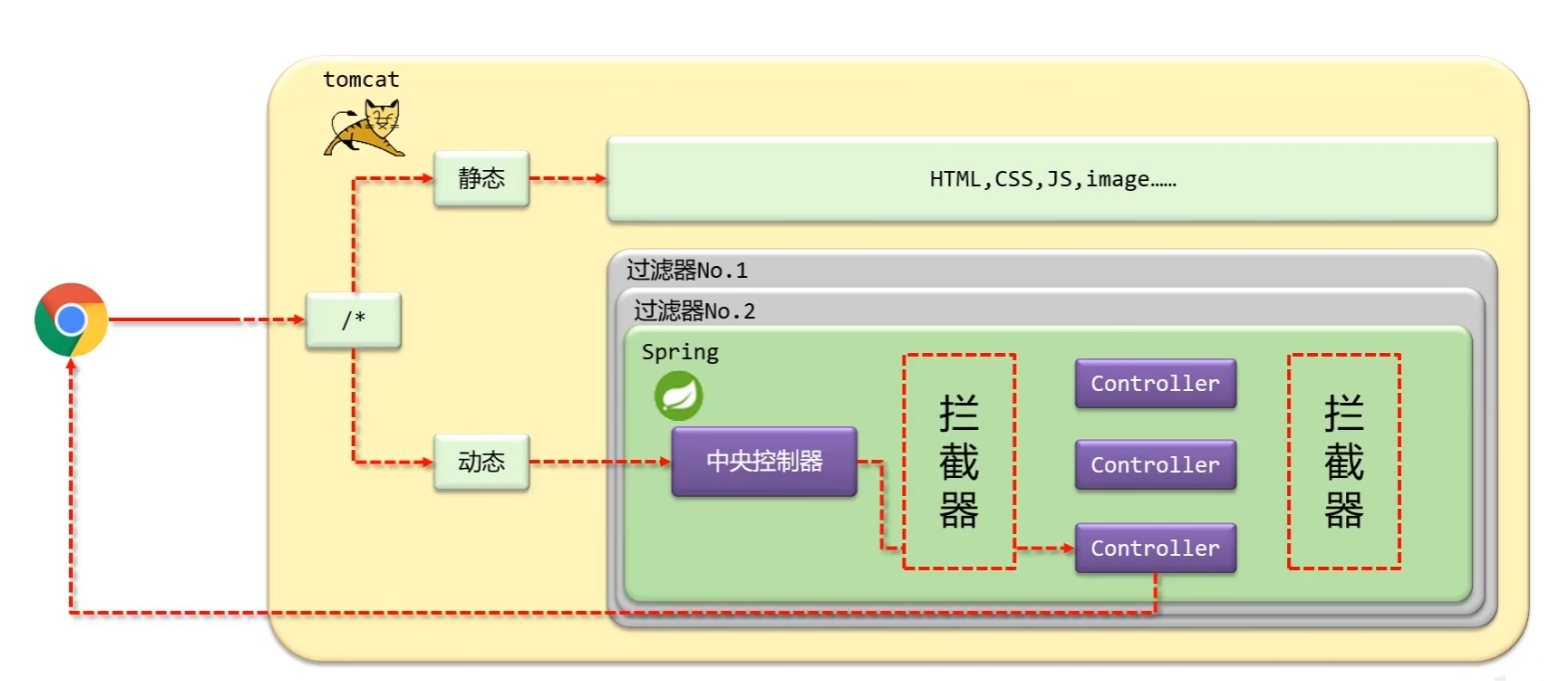 tomcat
静态
HTML,CSS,JS,image……
过滤器No.1
过滤器No.2
/*
Spring
动态
中央控制器
拦截器
Controller
Controller
Controller
拦截器